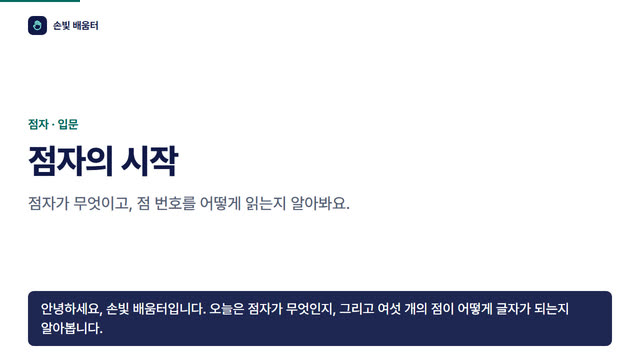 손빛 배움터
점자 · 입문
점자의 시작
점자가 무엇이고, 점 번호를 어떻게 읽는지 알아봐요.
안녕하세요, 손빛 배움터입니다. 오늘은 점자가 무엇인지, 그리고 여섯 개의 점이 어떻게 글자가 되는지
알아봅니다.